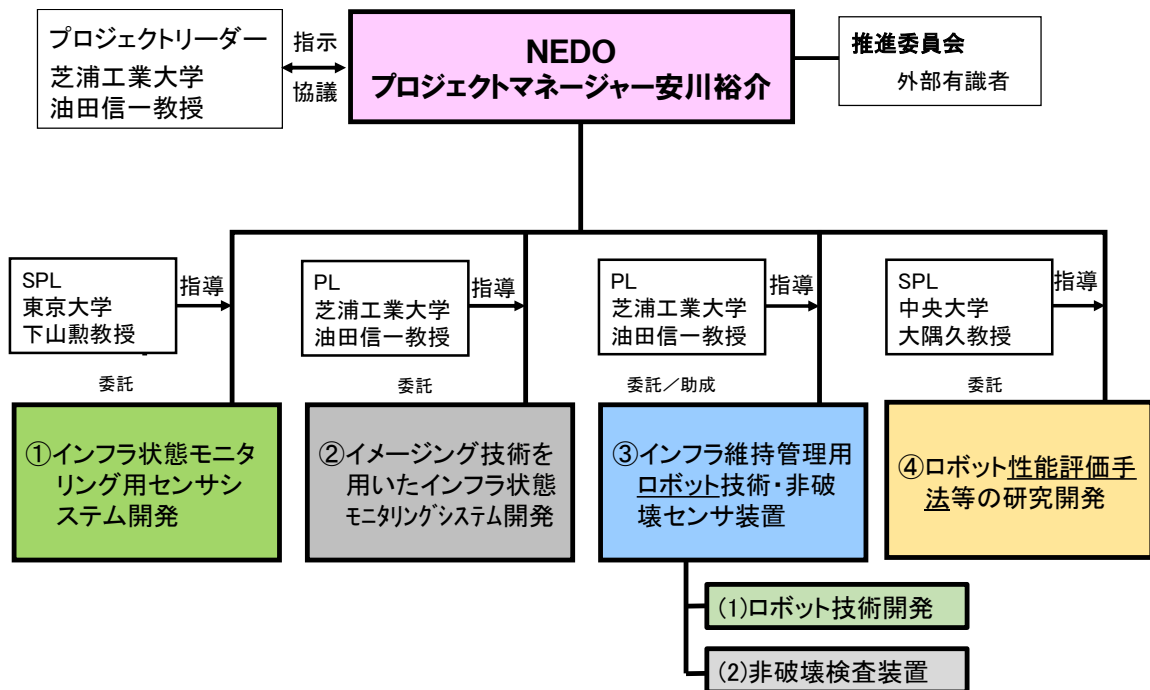 プロジェクトリーダー
芝浦工業大学
油田信一教授
指示
協議
NEDO
プロジェクトマネージャー安川裕介
推進委員会
外部有識者
SPL
東京大学
下山勲教授
指導
PL
芝浦工業大学
油田信一教授
指導
PL
芝浦工業大学
油田信一教授
指導
SPL
中央大学
大隅久教授
指導
委託
委託
委託／助成
委託
①インフラ状態モニタ
リング用センサシ
ステム開発
②イメージング技術を
用いたインフラ状態
ﾓﾆﾀﾘﾝｸﾞｼｽﾃﾑ開発
③インフラ維持管理用
ロボット技術・非破
壊センサ装置
④ロボット性能評価手
法等の研究開発
(1)ロボット技術開発
(2)非破壊検査装置